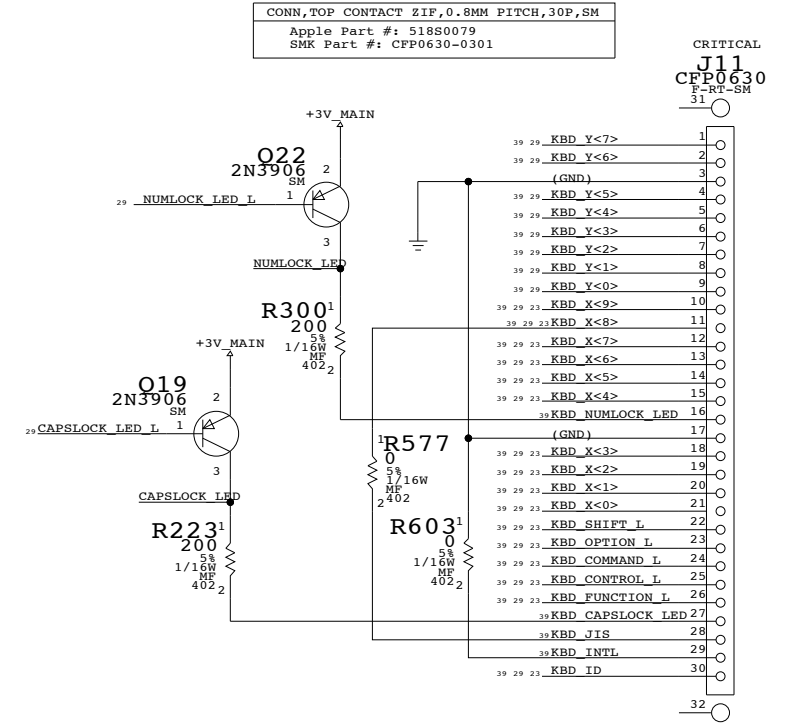 CONN,TOP CONTACT ZIF,0.8MM PITCH,30P,SM
Apple Part #: 518S0079
SMK Part #: CFP0630-0301
CRITICAL
J11
CFP0630
F-RT-SM
31
+3V_MAIN
Q22
2N3906
SM
2
1
3
29 NUMLOCK_LED_L
NUMLOCK_LED
R300
1
200
5%
1/16W
MF
402
2
+3V_MAIN
Q19
2N3906
SM
2
1
3
29 CAPSLOCK_LED_L
CAPSLOCK_LED
R223
1
200
5%
1/16W
MF
402
2
1
R577
0
5%
1/16W
MF
402
2
R603
1
0
5%
1/16W
MF
402
2
39 29 KBD_Y<7> 1
39 29 KBD_Y<6> 2
(GND) 3
39 29 KBD_Y<5> 4
39 29 KBD_Y<4> 5
39 29 KBD_Y<3> 6
39 29 KBD_Y<2> 7
39 29 KBD_Y<1> 8
39 29 KBD_Y<0> 9
39 29 23 KBD_X<9> 10
39 29 23 KBD_X<8> 11
39 29 23 KBD_X<7> 12
39 29 23 KBD_X<6> 13
39 29 23 KBD_X<5> 14
39 29 23 KBD_X<4> 15
39 KBD_NUMLOCK_LED 16
(GND) 17
39 29 23 KBD_X<3> 18
39 29 23 KBD_X<2> 19
39 29 23 KBD_X<1> 20
39 29 23 KBD_X<0> 21
39 29 23 KBD_SHIFT_L 22
39 29 23 KBD_OPTION_L 23
39 29 23 KBD_COMMAND_L 24
39 29 23 KBD_CONTROL_L 25
39 29 23 KBD_FUNCTION_L 26
39 KBD_CAPSLOCK_LED 27
39 KBD_JIS 28
39 KBD_INTL 29
39 29 23 KBD_ID 30
32